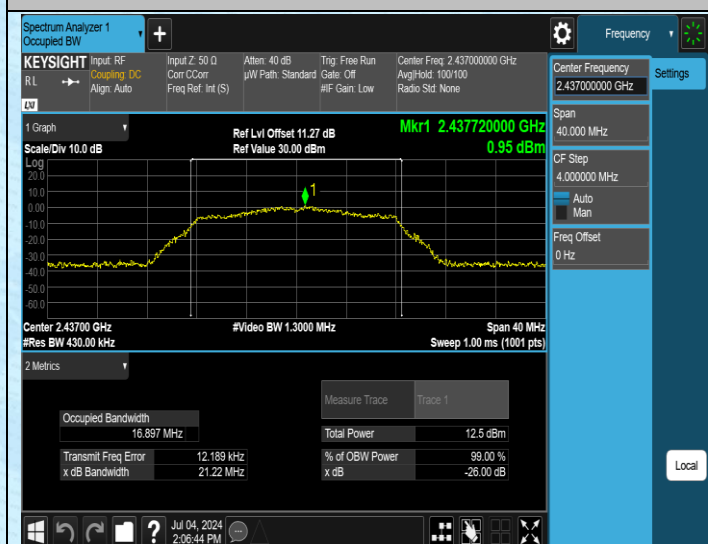 Spectrum Analyzer 1
Occupied BW
Frequency
KEYSIGHT
RL
LXI
Input: RF
Coupling: DC
Align: Auto
Input Z: 50 Ω
Corr CCorr
Freq Ref: Int (S)
Atten: 40 dB
µW Path: Standard
Trig: Free Run
Gate: Off
#IF Gain: Low
Center Freq: 2.437000000 GHz
Avg|Hold: 100/100
Radio Std: None
Center Frequency
2.437000000 GHz
Settings
Span
40.000 MHz
CF Step
4.000000 MHz
Auto
Man
Freq Offset
0 Hz
Local
1 Graph
Scale/Div 10.0 dB
Ref Lvl Offset 11.27 dB
Ref Value 30.00 dBm
Mkr1 2.437720000 GHz
0.95 dBm
Log
20.0
10.0
0.00
-10.0
-20.0
-30.0
-40.0
-50.0
-60.0
1
Center 2.43700 GHz
#Video BW 1.3000 MHz
Span 40 MHz
#Res BW 430.00 kHz
Sweep 1.00 ms (1001 pts)
2 Metrics
Measure Trace Trace 1
Occupied Bandwidth
16.897 MHz
Total Power 12.5 dBm
Transmit Freq Error 12.189 kHz
% of OBW Power 99.00 %
x dB Bandwidth 21.22 MHz
x dB -26.00 dB
?
Jul 04, 2024
2:06:44 PM